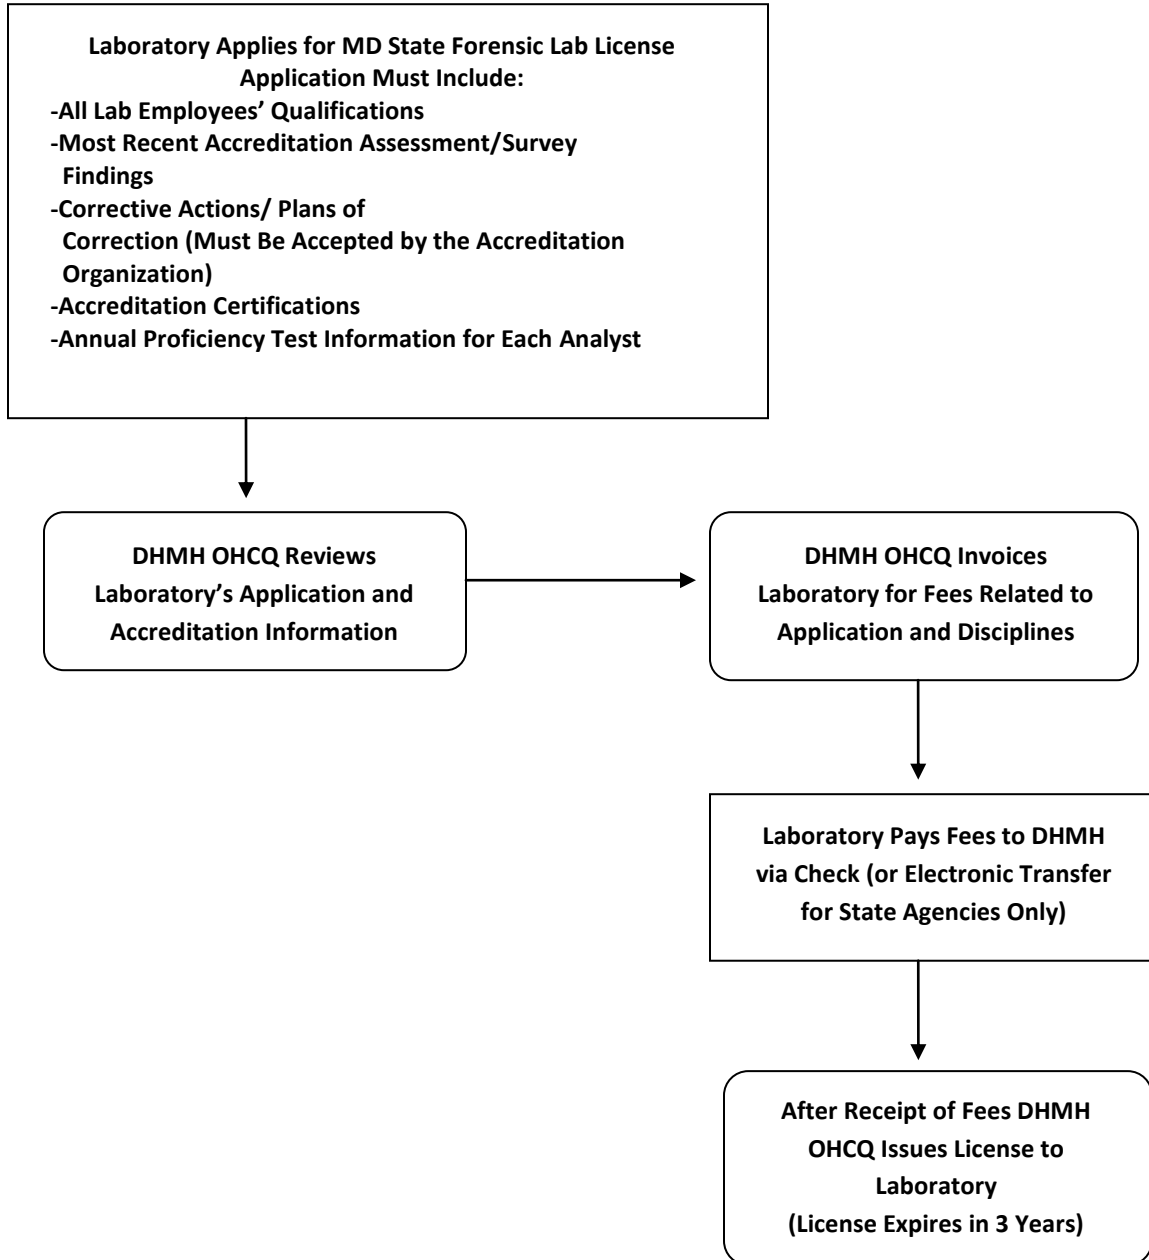 Laboratory Applies for MD State Forensic Lab License
Application Must Include:
-All Lab Employees’ Qualifications
-Most Recent Accreditation Assessment/Survey
Findings
-Corrective Actions/ Plans of
Correction (Must Be Accepted by the Accreditation
Organization)
-Accreditation Certifications
-Annual Proficiency Test Information for Each Analyst
DHMH OHCQ Reviews
Laboratory’s Application and
Accreditation Information
DHMH OHCQ Invoices
Laboratory for Fees Related to
Application and Disciplines
Laboratory Pays Fees to DHMH
via Check (or Electronic Transfer
for State Agencies Only)
After Receipt of Fees DHMH
OHCQ Issues License to
Laboratory
(License Expires in 3 Years)